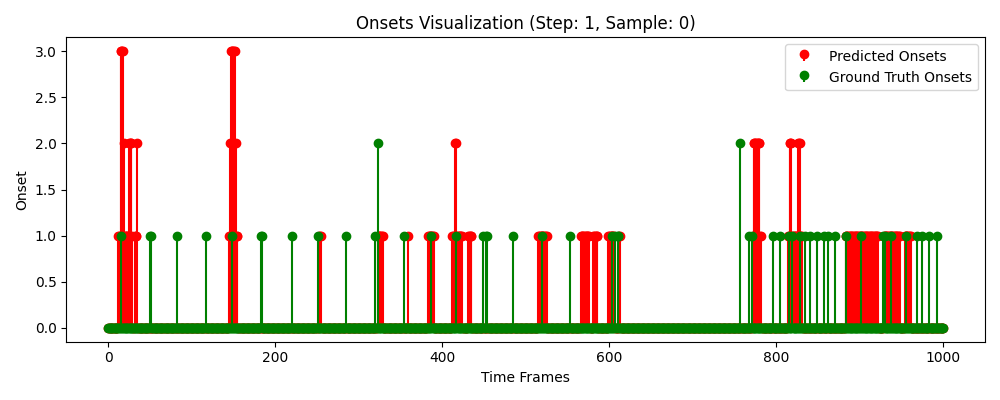 Onsets Visualization (Step: 1, Sample: 0)
Predicted Onsets
Ground Truth Onsets
3.0
2.5
2.0
1.5
1.0
0.5
0.0
Onset
0 200 400 600 800 1000
Time Frames